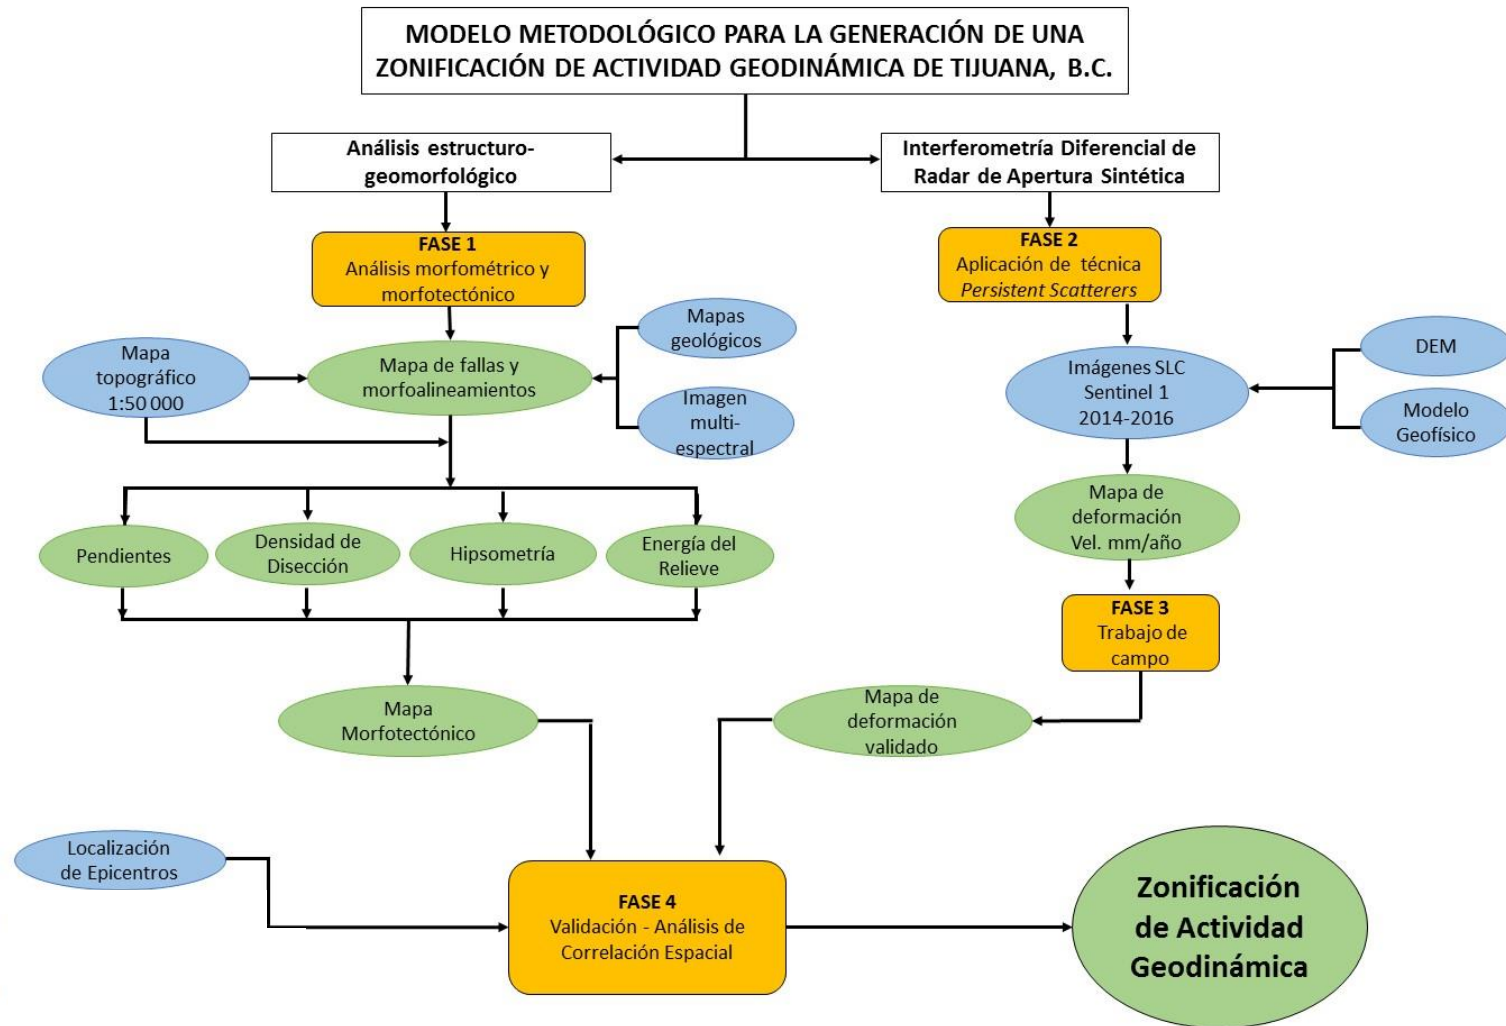 MODELO METODOLÓGICO PARA LA GENERACIÓN DE UNA
ZONIFICACIÓN DE ACTIVIDAD GEODINÁMICA DE TIJUANA, B.C.
Análisis estructuro-
geomorfológico
Interferometría Diferencial de
Radar de Apertura Sintética
FASE 1
Análisis morfométrico y
morfotectónico
FASE 2
Aplicación de técnica
Persistent Scatterers
Mapa
topográfico
1:50 000
Mapa de fallas y
morfoalineamientos
Mapas
geológicos
Imagen
multi-
espectral
Imágenes SLC
Sentinel 1
2014-2016
DEM
Modelo
Geofísico
Pendientes
Densidad de
Disección
Hipsometría
Energía del
Relieve
Mapa de
deformación
Vel. mm/año
FASE 3
Trabajo de
campo
Mapa
Morfotectónico
Mapa de
deformación
validado
Localización
de Epicentros
FASE 4
Validación - Análisis de
Correlación Espacial
Zonificación
de Actividad
Geodinámica